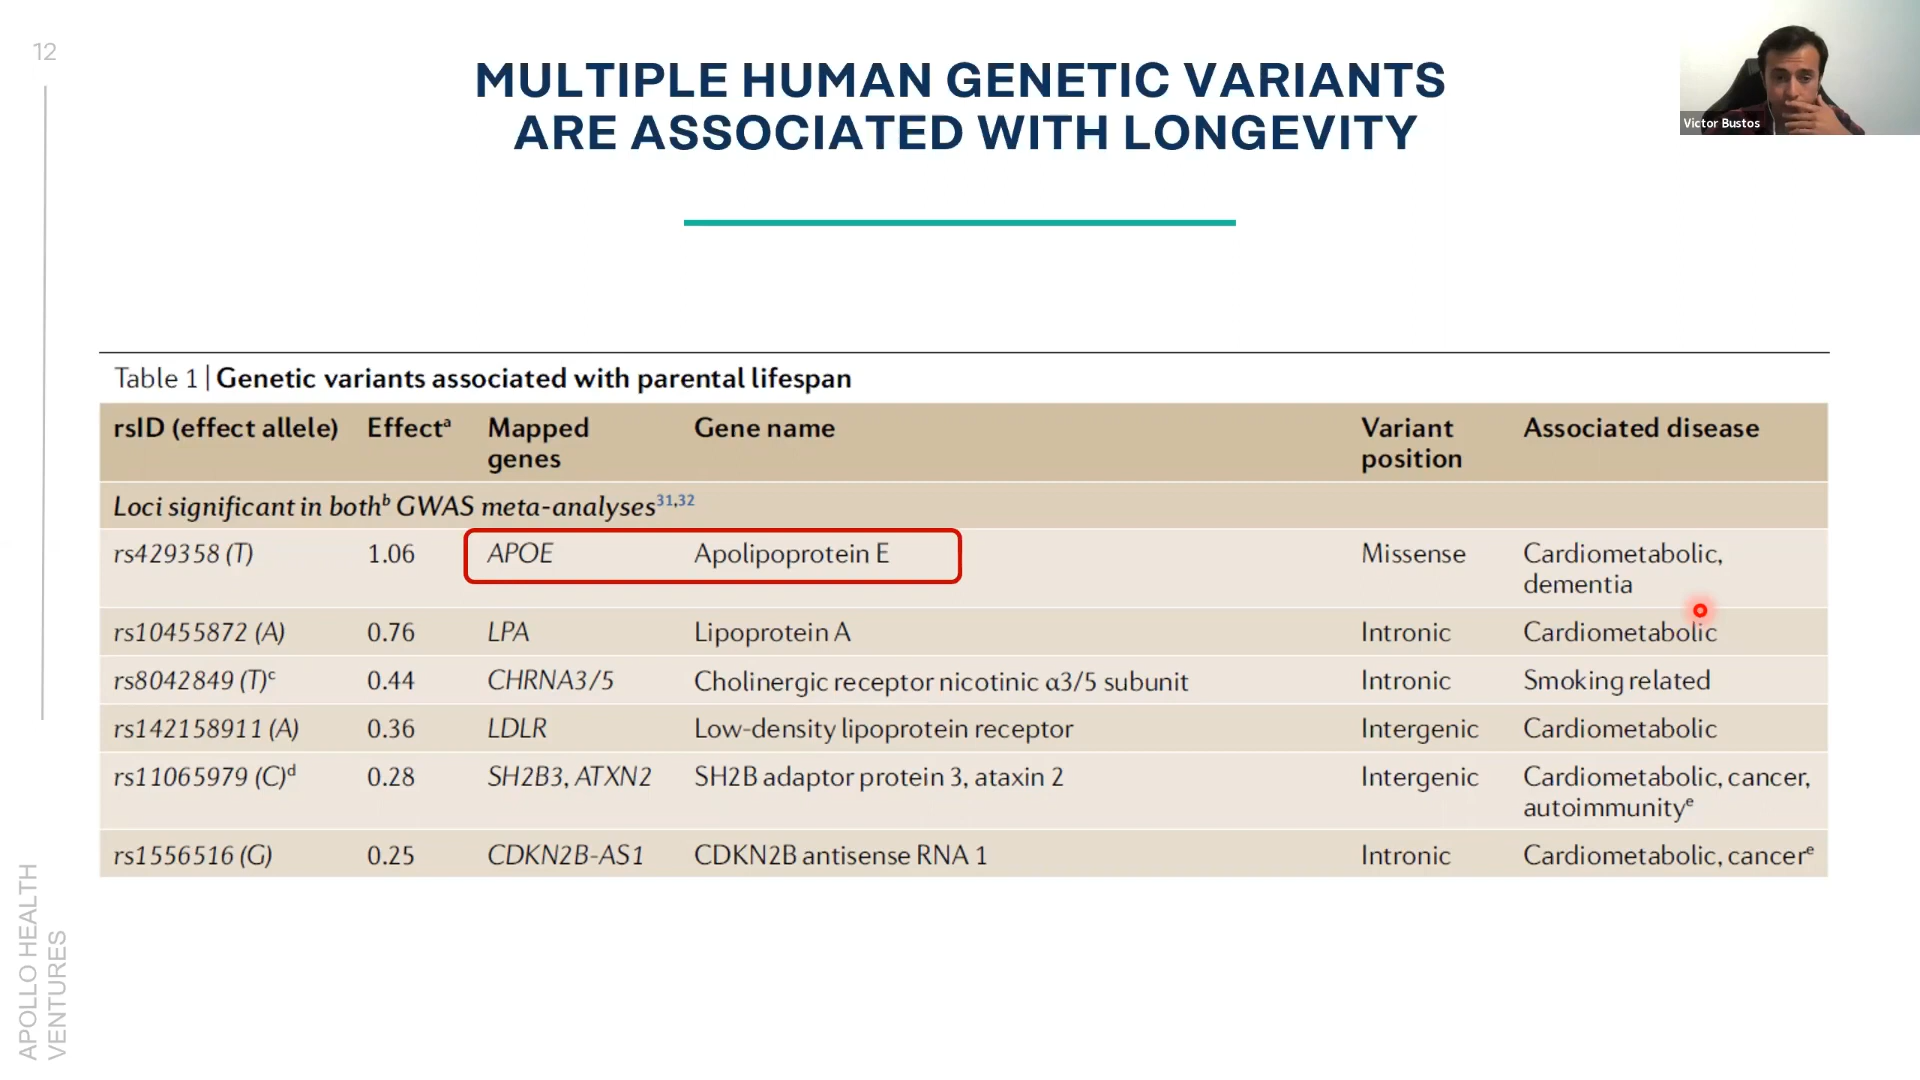 12
MULTIPLE HUMAN GENETIC VARIANTS
ARE ASSOCIATED WITH LONGEVITY
Victor Bustos
Table 1 | Genetic variants associated with parental lifespan
rsID (effect allele) Effectᵃ Mapped genes Gene name Variant position Associated disease
Loci significant in bothᵇ GWAS meta-analyses³¹,³²
rs429358 (T) 1.06 APOE Apolipoprotein E Missense Cardiometabolic, dementia
rs10455872 (A) 0.76 LPA Lipoprotein A Intronic Cardiometabolic
rs8042849 (T)ᶜ 0.44 CHRNA3/5 Cholinergic receptor nicotinic α3/5 subunit Intronic Smoking related
rs142158911 (A) 0.36 LDLR Low-density lipoprotein receptor Intergenic Cardiometabolic
rs11065979 (C)ᵈ 0.28 SH2B3, ATXN2 SH2B adaptor protein 3, ataxin 2 Intergenic Cardiometabolic, cancer, autoimmunityᵉ
rs1556516 (G) 0.25 CDKN2B-AS1 CDKN2B antisense RNA 1 Intronic Cardiometabolic, cancerᵉ
APOLLO HEALTH
VENTURES